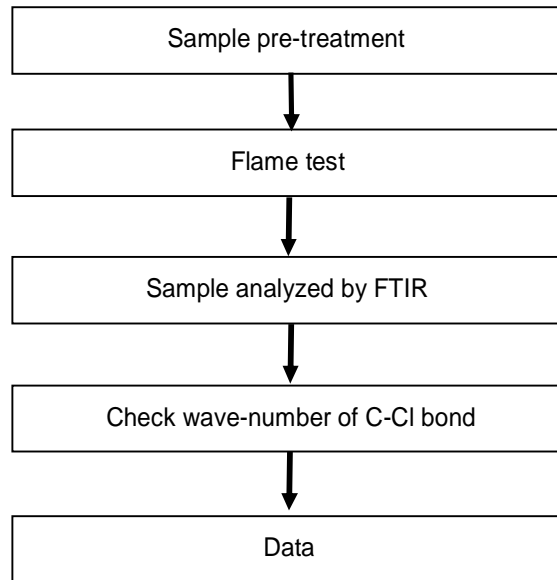 Sample pre-treatment
Flame test
Sample analyzed by FTIR
Check wave-number of C-Cl bond
Data